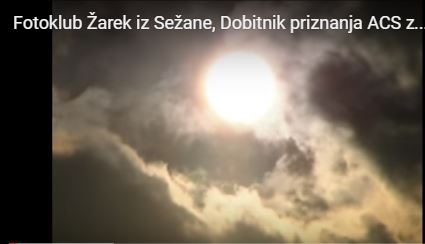 Fotoklub Žarek iz Sežane, Dobitnik priznanja ACS z...